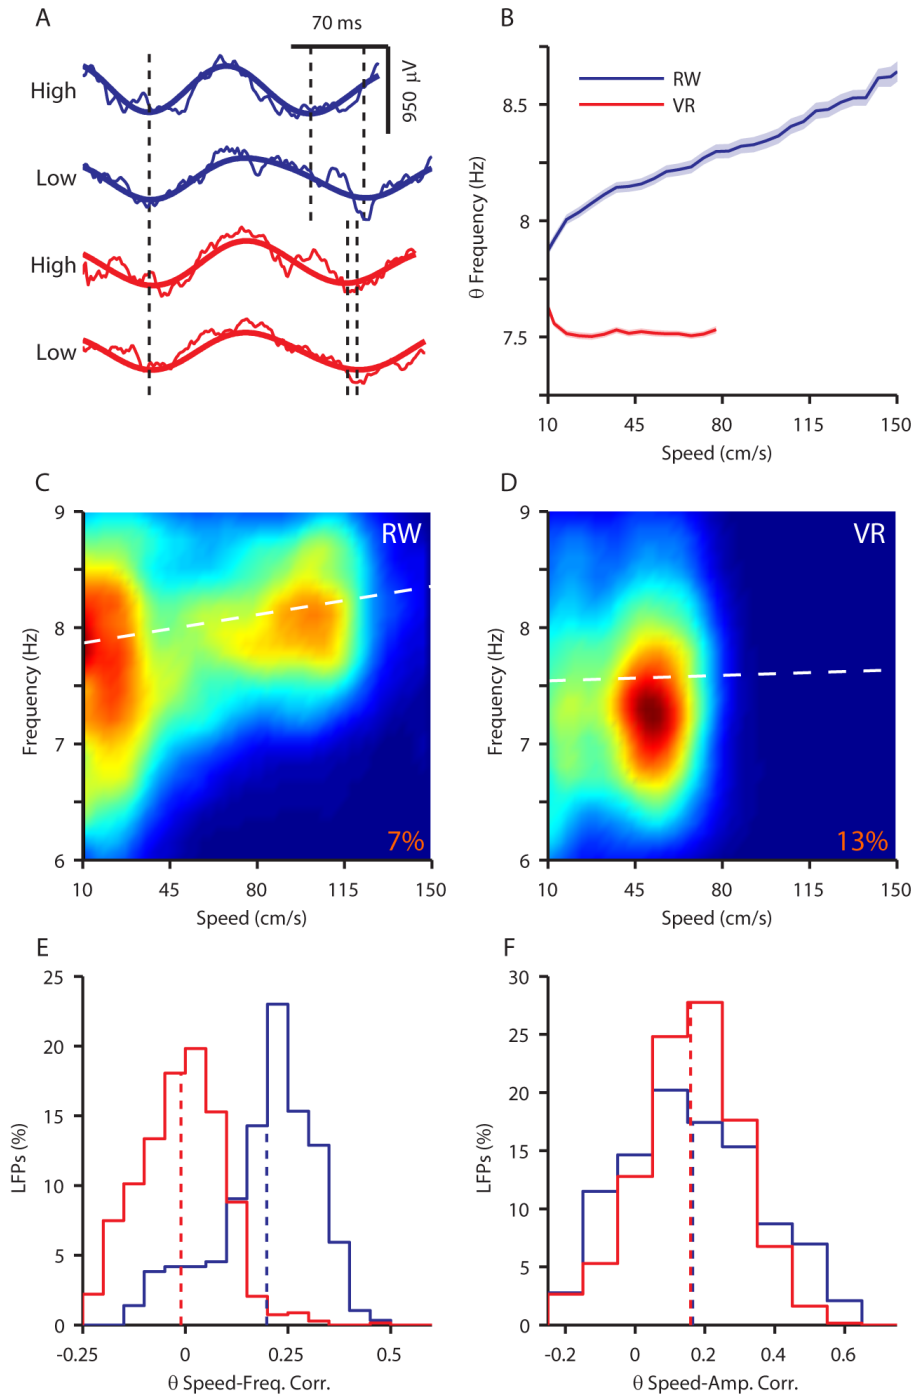 A
70 ms
950 µV
High
Low
High
Low
B
RW
VR
θ Frequency (Hz)
8.5
8
7.5
10 45 80 115 150
Speed (cm/s)
C
RW
Frequency (Hz)
9
8
7
6
7%
10 45 80 115 150
Speed (cm/s)
D
VR
Frequency (Hz)
9
8
7
6
13%
10 45 80 115 150
Speed (cm/s)
E
LFPs (%)
25
20
15
10
5
0
-0.25 0 0.25 0.5
θ Speed-Freq. Corr.
F
LFPs (%)
30
25
20
15
10
5
0
-0.2 0 0.2 0.4 0.6
θ Speed-Amp. Corr.